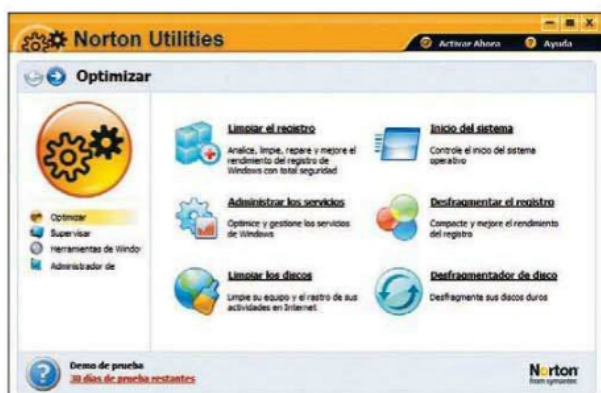 Norton Utilities
Activar Ahora
Ayuda
Optimizar
Limpiar el registro
Analice, limpie, repare y mejore el
rendimiento del registro de
Windows con total seguridad
Inicio del sistema
Controle el inicio del sistema
operativo
Administrar los servicios
Optimice y gestione los servicios
de Windows
Desfragmentar el registro
Compacte y mejore el rendimiento
del registro
Limpiar los discos
Limpie su equipo y el rastro de sus
actividades en Internet
Desfragmentador de disco
Desfragmente sus discos duros
Optimizar
Supervisar
Herramientas de Windo
Administrador de
Demo de prueba
30 días de prueba restantes
Norton
from symantec